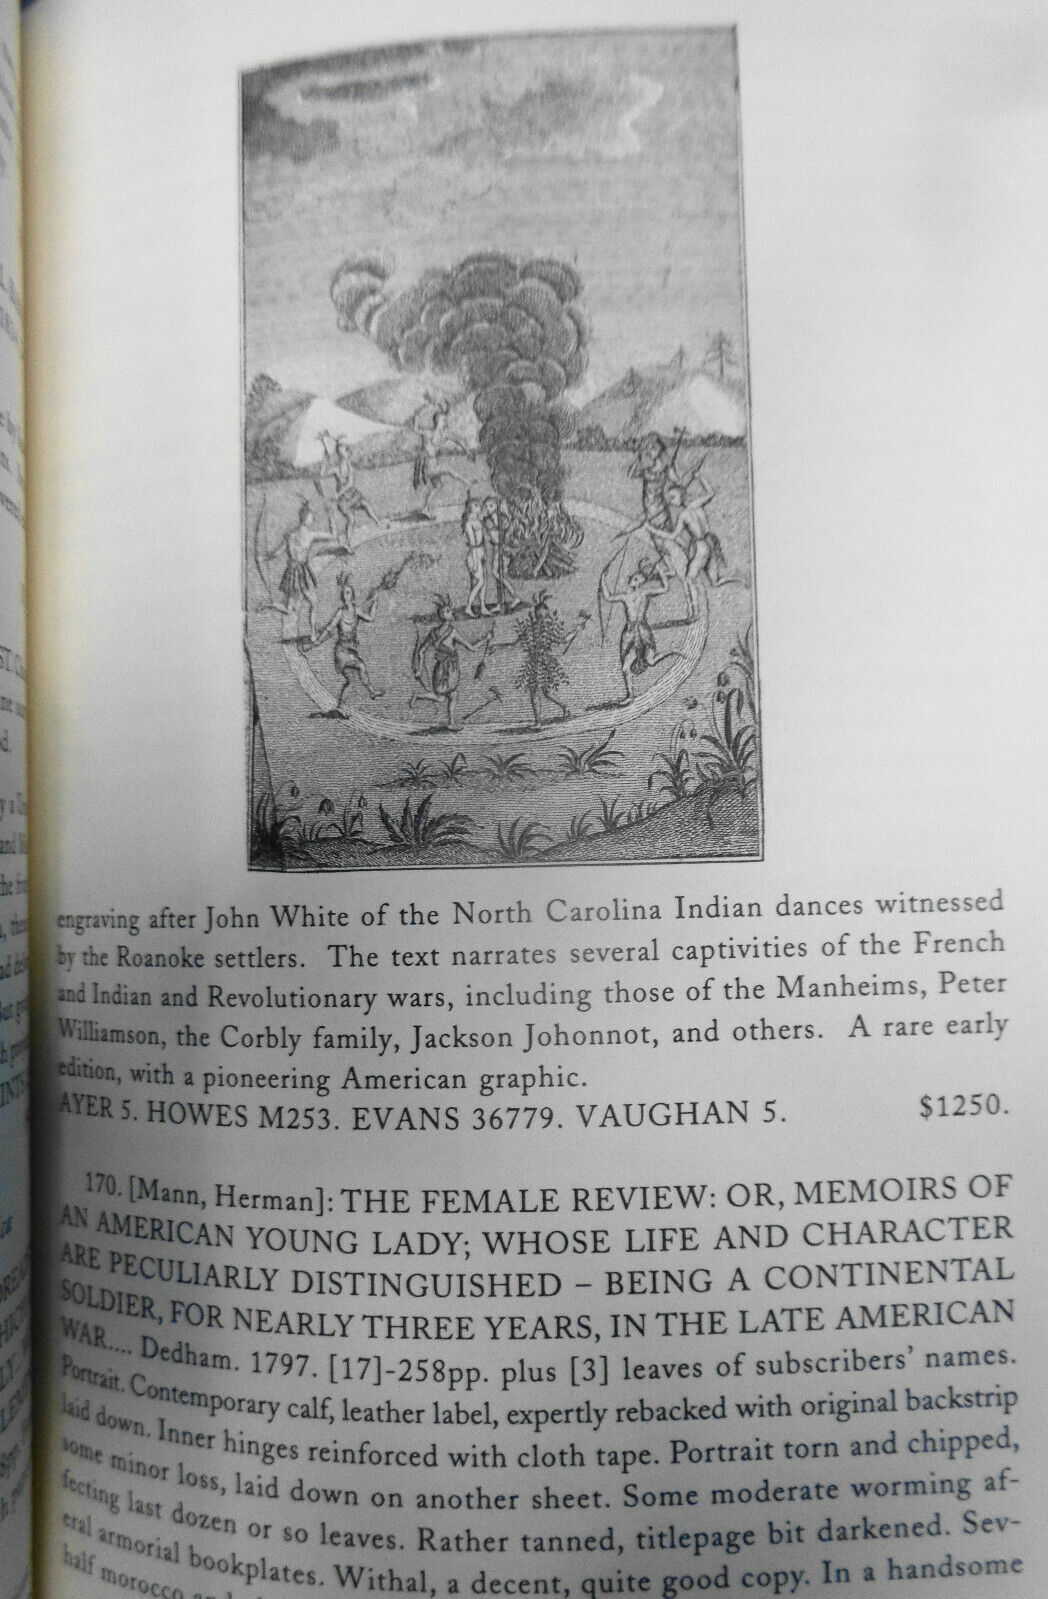 engraving after John White of the North Carolina Indian dances witnessed
by the Roanoke settlers. The text narrates several captivities of the French
and Indian and Revolutionary wars, including those of the Manheims, Peter
Williamson, the Corbly family, Jackson Johonnot, and others. A rare early
edition, with a pioneering American graphic.
AYER 5. HOWES M253. EVANS 36779. VAUGHAN 5. $1250.
170. [Mann, Herman]: THE FEMALE REVIEW: OR, MEMOIRS OF
AN AMERICAN YOUNG LADY; WHOSE LIFE AND CHARACTER
ARE PECULIARLY DISTINGUISHED – BEING A CONTINENTAL
SOLDIER, FOR NEARLY THREE YEARS, IN THE LATE AMERICAN
WAR.... Dedham. 1797. [17]-258pp. plus [3] leaves of subscribers' names.
Portrait. Contemporary calf, leather label, expertly rebacked with original backstrip
laid down. Inner hinges reinforced with cloth tape. Portrait torn and chipped,
some minor loss, laid down on another sheet. Some moderate worming af-
fecting last dozen or so leaves. Rather tanned, titlepage bit darkened. Sev-
eral armorial bookplates. Withal, a decent, quite good copy. In a handsome
half morocco